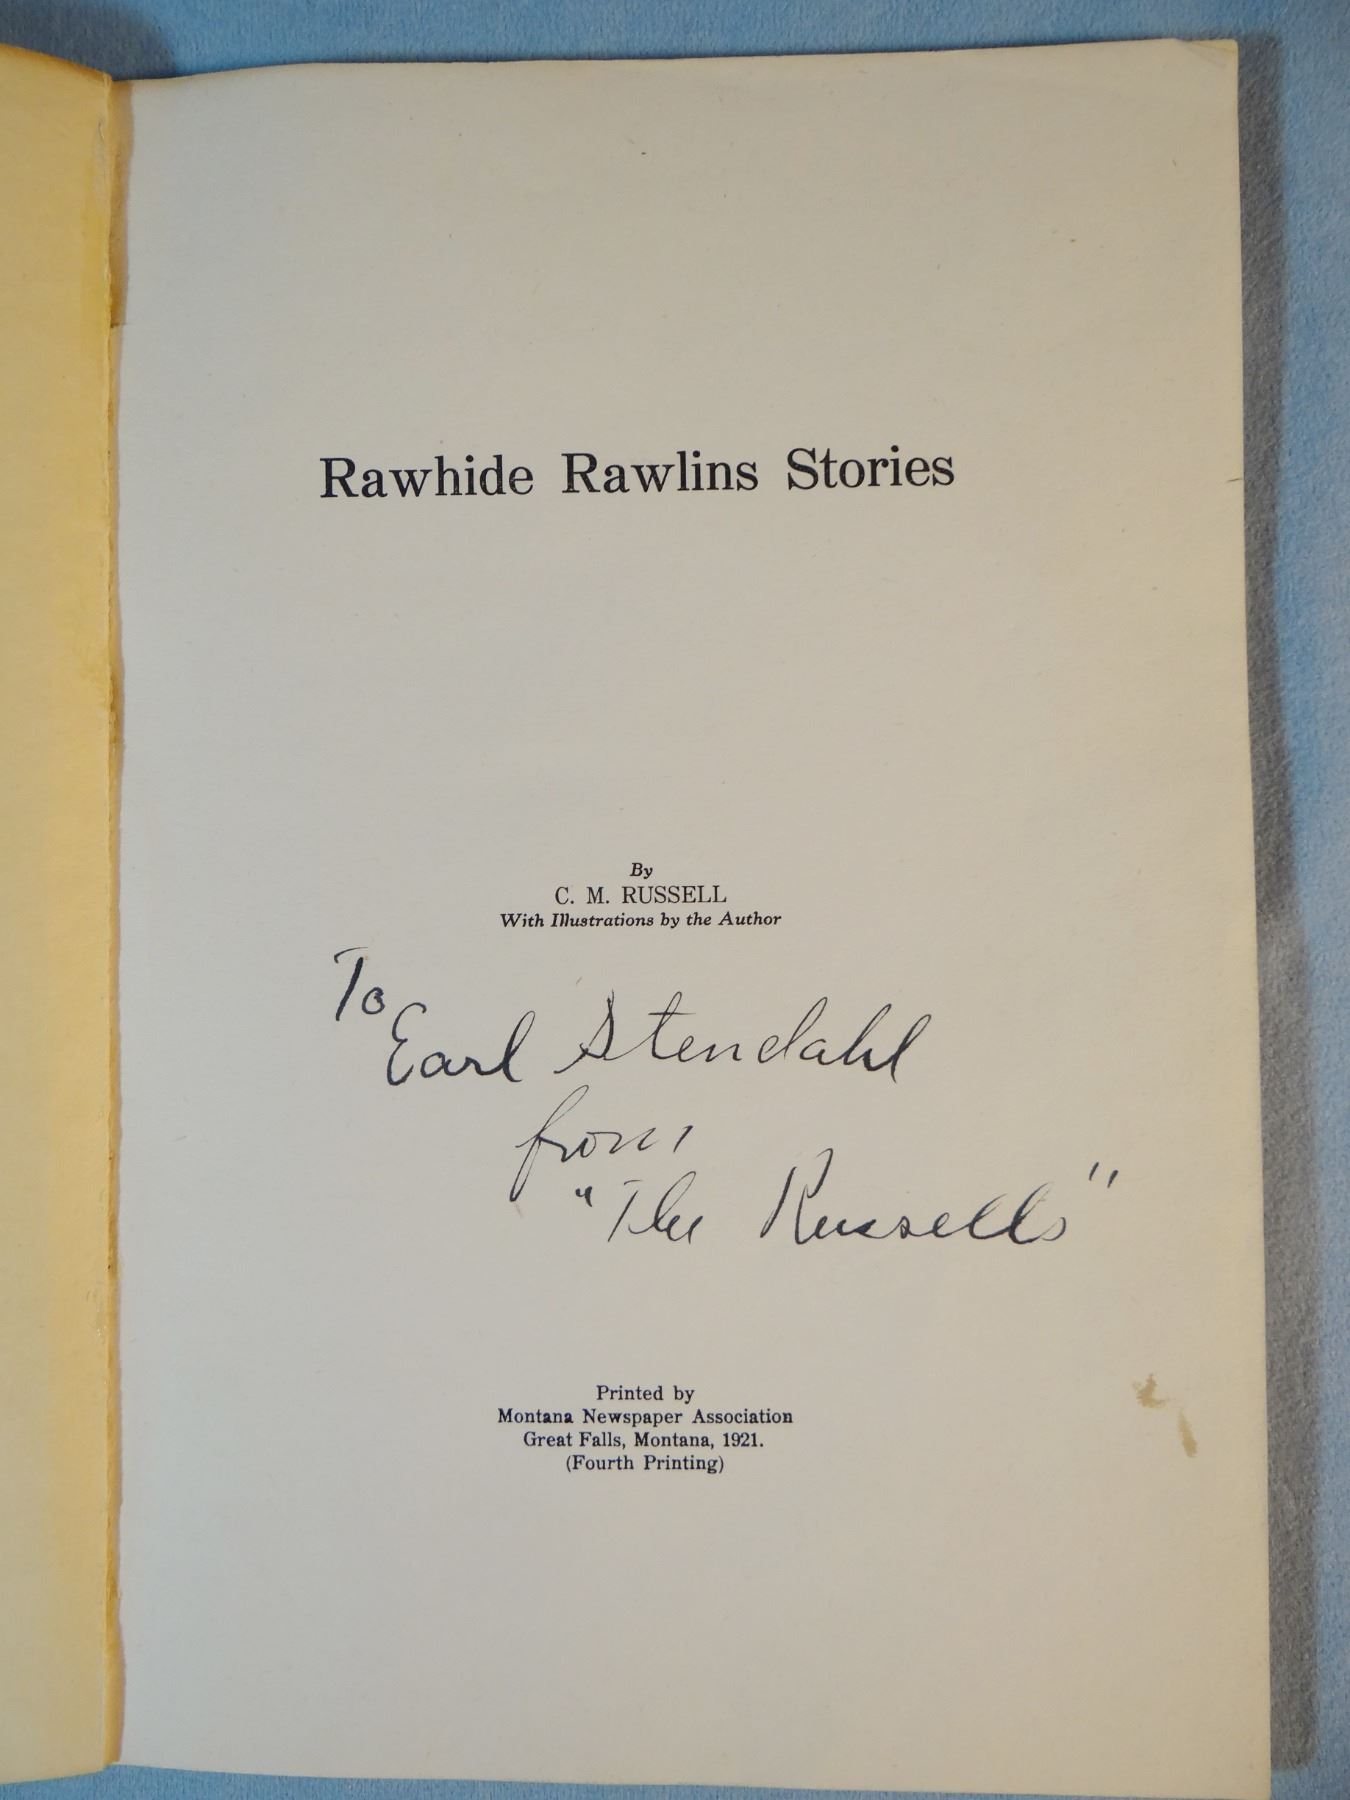 Rawhide Rawlins Stories
By
C. M. RUSSELL
With Illustrations by the Author
To
Earl Stendahl
from
"The Russells"
Printed by
Montana Newspaper Association
Great Falls, Montana, 1921.
(Fourth Printing)